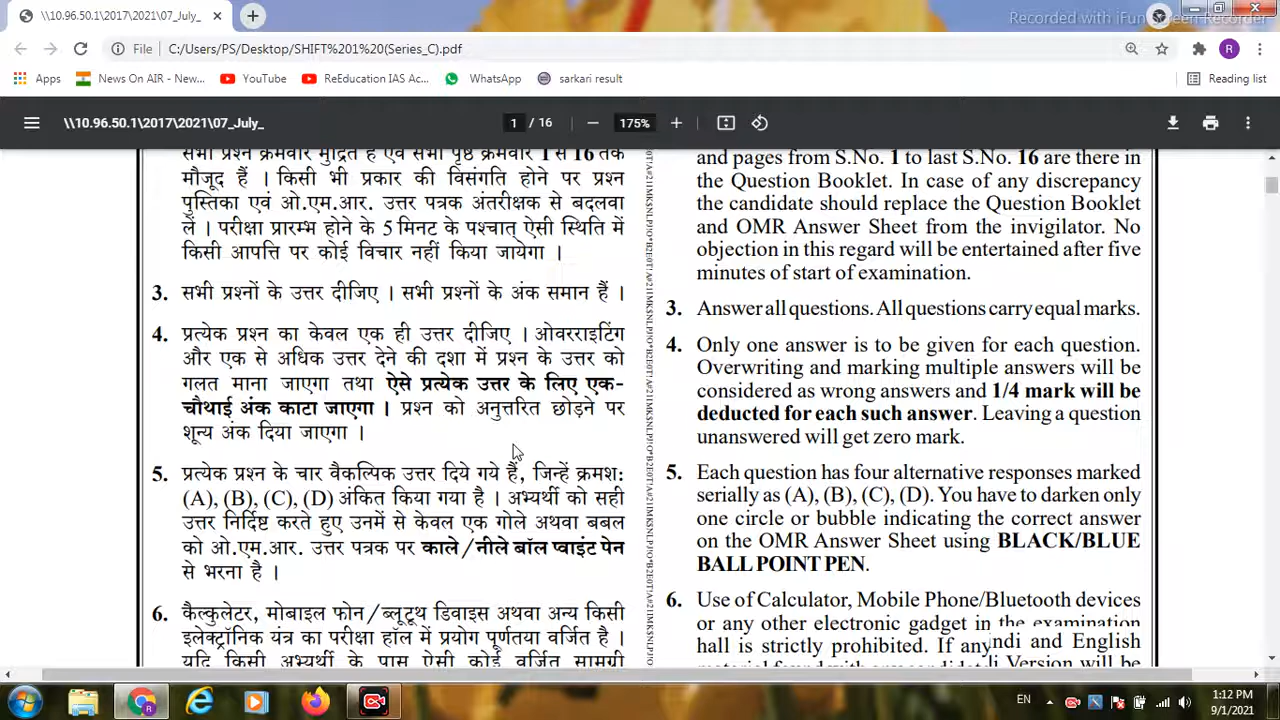 \\10.96.50.1\2017\2021\07_July_
Recorded with iFun Screen Recorder
File | C:/Users/PS/Desktop/SHIFT%201%20(Series_C).pdf
R
Apps
News On AIR - New...
YouTube
ReEducation IAS Ac...
WhatsApp
sarkari result
Reading list
\\10.96.50.1\2017\2021\07_July_
1 / 16
175%
सभी प्रश्न क्रमवार मुद्रित हैं एवं सभी पृष्ठ क्रमवार 1 से 16 तक
मौजूद हैं । किसी भी प्रकार की विसंगति होने पर प्रश्न
पुस्तिका एवं ओ.एम.आर. उत्तर पत्रक अंतरीक्षक से बदलवा
लें । परीक्षा प्रारम्भ होने के 5 मिनट के पश्चात् ऐसी स्थिति में
किसी आपत्ति पर कोई विचार नहीं किया जायेगा ।
3. सभी प्रश्नों के उत्तर दीजिए । सभी प्रश्नों के अंक समान हैं ।
4. प्रत्येक प्रश्न का केवल एक ही उत्तर दीजिए । ओवरराइटिंग
और एक से अधिक उत्तर देने की दशा में प्रश्न के उत्तर को
गलत माना जाएगा तथा ऐसे प्रत्येक उत्तर के लिए एक-
चौथाई अंक काटा जाएगा । प्रश्न को अनुत्तरित छोड़ने पर
शून्य अंक दिया जाएगा ।
5. प्रत्येक प्रश्न के चार वैकल्पिक उत्तर दिये गये हैं, जिन्हें क्रमश:
(A), (B), (C), (D) अंकित किया गया है । अभ्यर्थी को सही
उत्तर निर्दिष्ट करते हुए उनमें से केवल एक गोले अथवा बबल
को ओ.एम.आर. उत्तर पत्रक पर काले/नीले बॉल प्वाइंट पेन
से भरना है ।
6. कैल्कुलेटर, मोबाइल फोन/ब्लूटूथ डिवाइस अथवा अन्य किसी
इलेक्ट्रॉनिक यंत्र का परीक्षा हॉल में प्रयोग पूर्णतया वर्जित है ।
यदि किसी अभ्यर्थी के पास ऐसी कोई वर्जित सामग्री
and pages from S.No. 1 to last S.No. 16 are there in
the Question Booklet. In case of any discrepancy
the candidate should replace the Question Booklet
and OMR Answer Sheet from the invigilator. No
objection in this regard will be entertained after five
minutes of start of examination.
3. Answer all questions. All questions carry equal marks.
4. Only one answer is to be given for each question.
Overwriting and marking multiple answers will be
considered as wrong answers and 1/4 mark will be
deducted for each such answer. Leaving a question
unanswered will get zero mark.
5. Each question has four alternative responses marked
serially as (A), (B), (C), (D). You have to darken only
one circle or bubble indicating the correct answer
on the OMR Answer Sheet using BLACK/BLUE
BALL POINT PEN.
6. Use of Calculator, Mobile Phone/Bluetooth devices
or any other electronic gadget in the examination
hall is strictly prohibited. If any
ndi and English
Version will be
EN
1:12 PM
9/1/2021